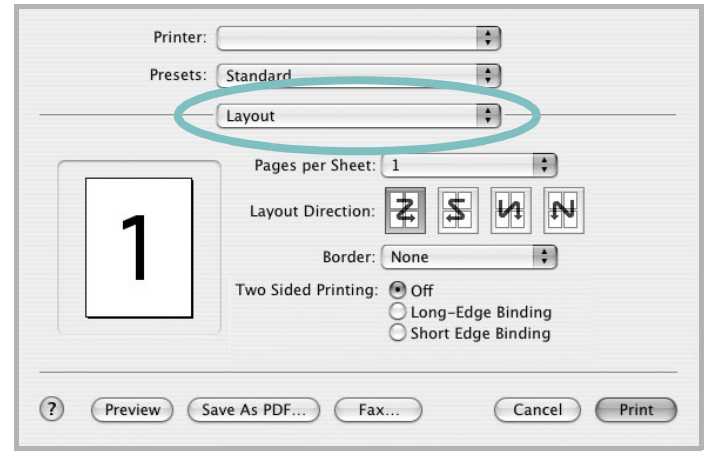 Printer:
Presets: Standard
Layout
Pages per Sheet: 1
Layout Direction:
1
Border: None
Two Sided Printing: Off
Long-Edge Binding
Short Edge Binding
? Preview Save As PDF... Fax... Cancel Print